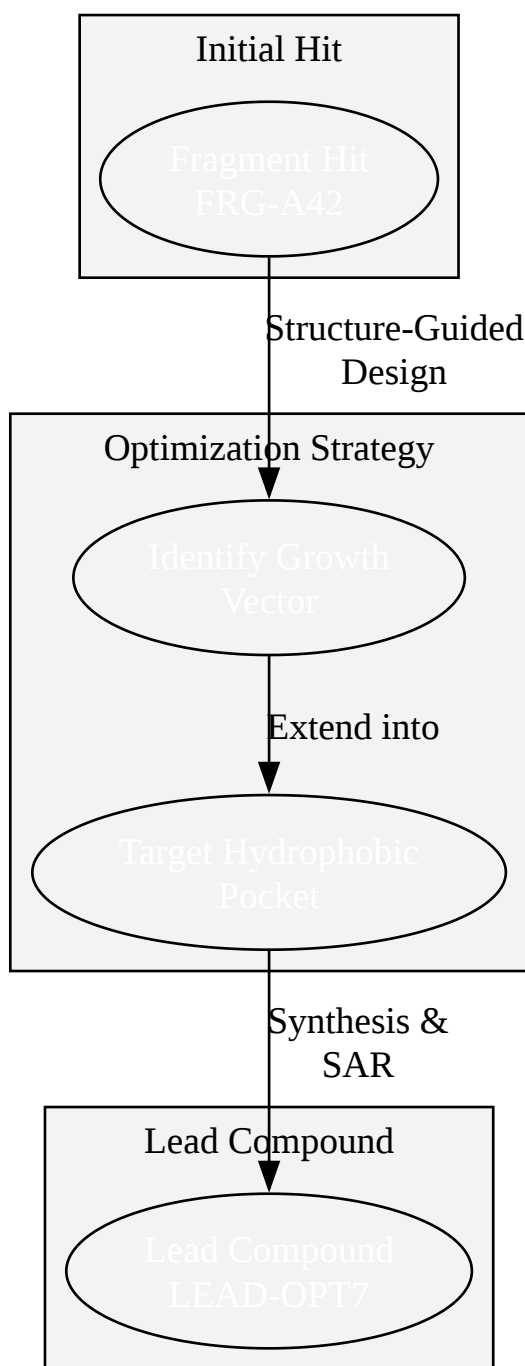 Initial Hit
Fragment Hit
FRG-A42
Structure-Guided
Design
Optimization Strategy
Identify Growth
Vector
Extend into
Target Hydrophobic
Pocket
Synthesis &
SAR
Lead Compound
Lead Compound
LEAD-OPT7